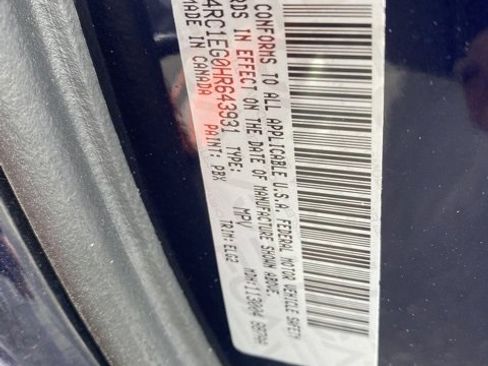 CONFORMS TO ALL APPLICABLE U.S.A. FEDERAL MOTOR VEHICLE SAFETY
RDS IN EFFECT ON THE DATE OF MANUFACTURE SHOWN ABOVE.
4RC1EG0HR643931 TYPE: MPV
MADE IN CANADA PAINT: PBX TRIM: ELG3